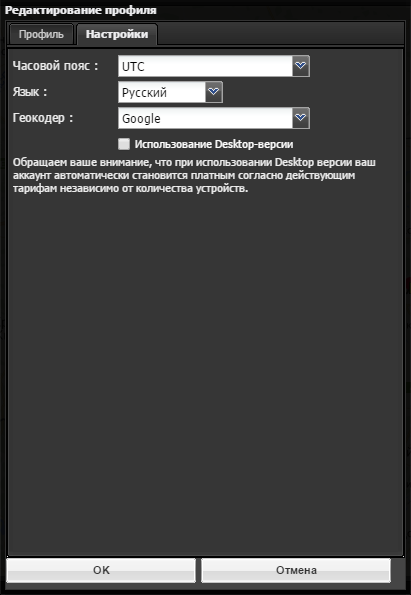 Редактирование профиля
Профиль Настройки
Часовой пояс : UTC
Язык : Русский
Геокодер : Google
Использование Desktop-версии
Обращаем ваше внимание, что при использовании Desktop версии ваш
аккаунт автоматически становится платным согласно действующим
тарифам независимо от количества устройств.
OK Отмена